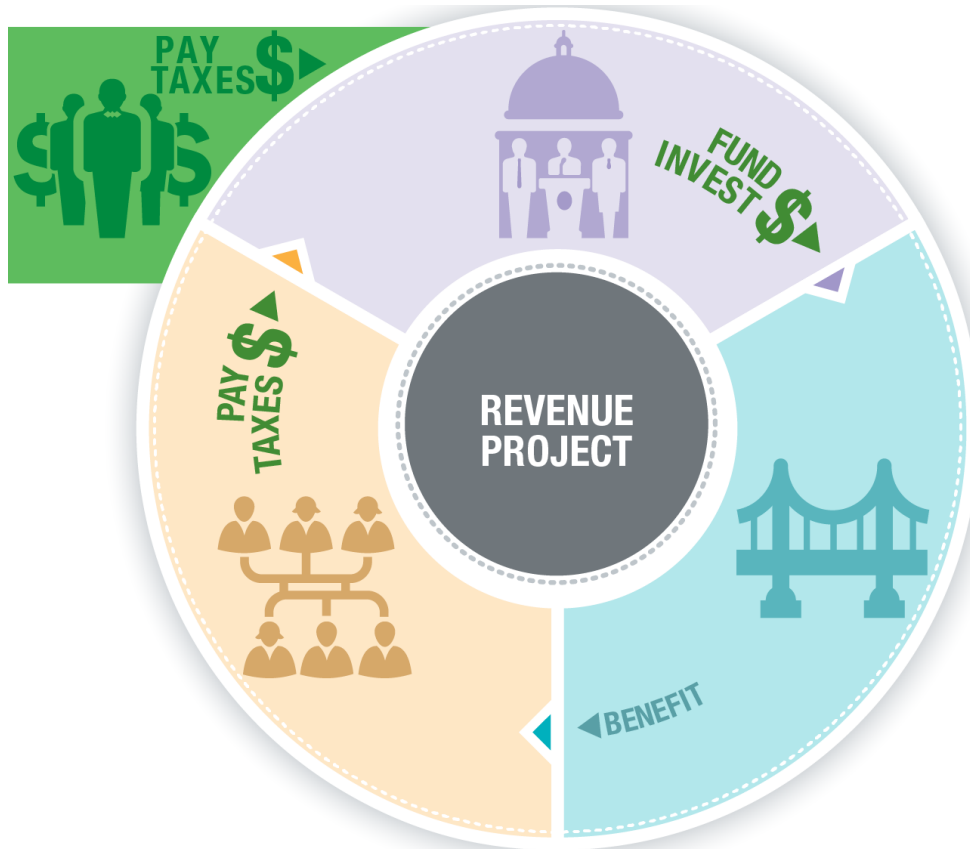 PAY
TAXES $
$ $
FUND
INVEST $
PAY
TAXES $
REVENUE
PROJECT
BENEFIT